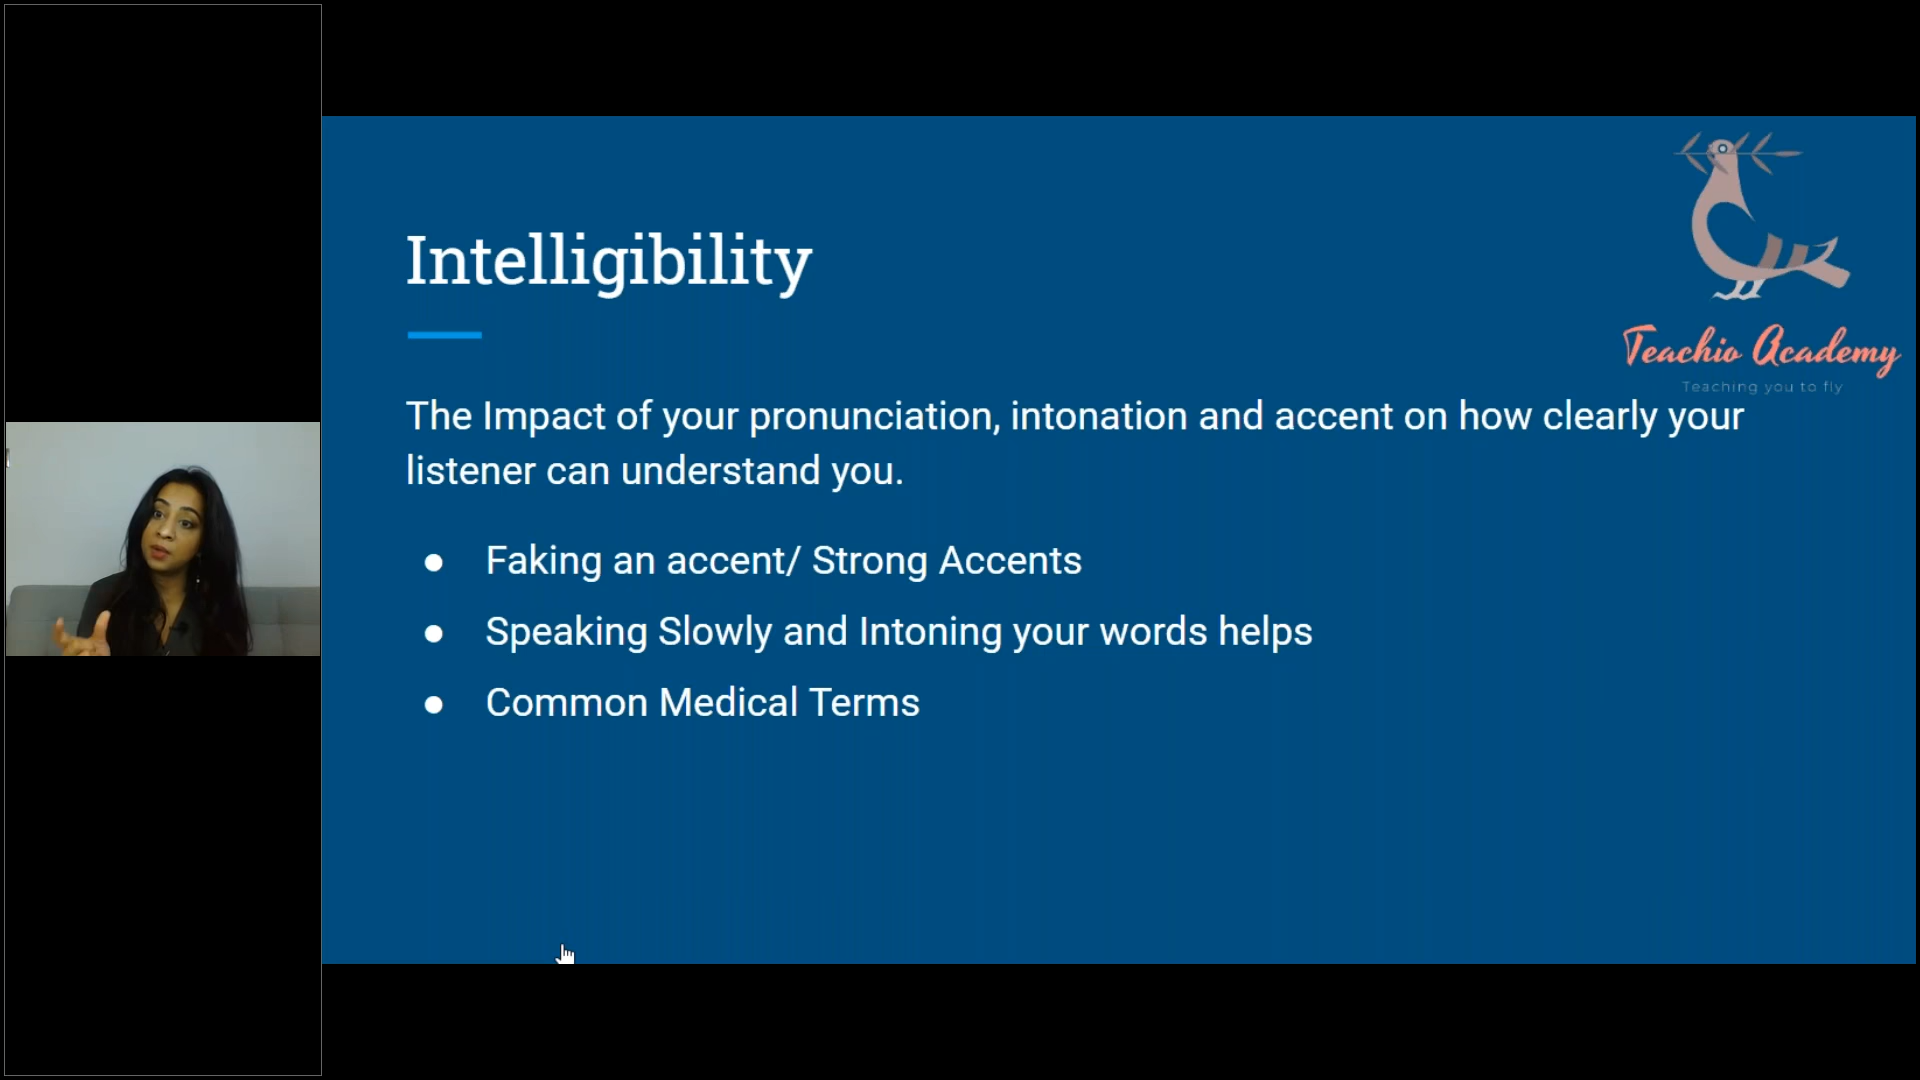 Intelligibility
Teachio Academy
Teaching you to fly
The Impact of your pronunciation, intonation and accent on how clearly your
listener can understand you.
● Faking an accent/ Strong Accents
● Speaking Slowly and Intoning your words helps
● Common Medical Terms